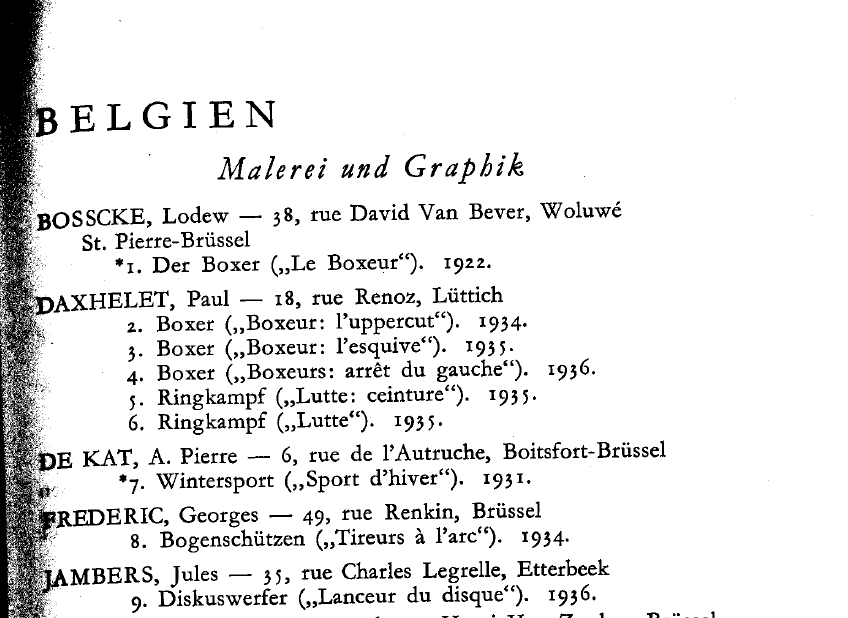 BELGIEN
Malerei und Graphik
BOSSCKE, Lodew — 38, rue David Van Bever, Woluwé
St. Pierre-Brüssel
*1. Der Boxer („Le Boxeur“). 1922.
DAXHELET, Paul — 18, rue Renoz, Lüttich
2. Boxer („Boxeur: l'uppercut“). 1934.
3. Boxer („Boxeur: l'esquive“). 1935.
4. Boxer („Boxeurs: arrêt du gauche“). 1936.
5. Ringkampf („Lutte: ceinture“). 1935.
6. Ringkampf („Lutte“). 1935.
DE KAT, A. Pierre — 6, rue de l'Autruche, Boitsfort-Brüssel
*7. Wintersport („Sport d'hiver“). 1931.
FREDERIC, Georges — 49, rue Renkin, Brüssel
8. Bogenschützen („Tireurs à l'arc“). 1934.
JAMBERS, Jules — 35, rue Charles Legrelle, Etterbeek
9. Diskuswerfer („Lanceur du disque“). 1936.